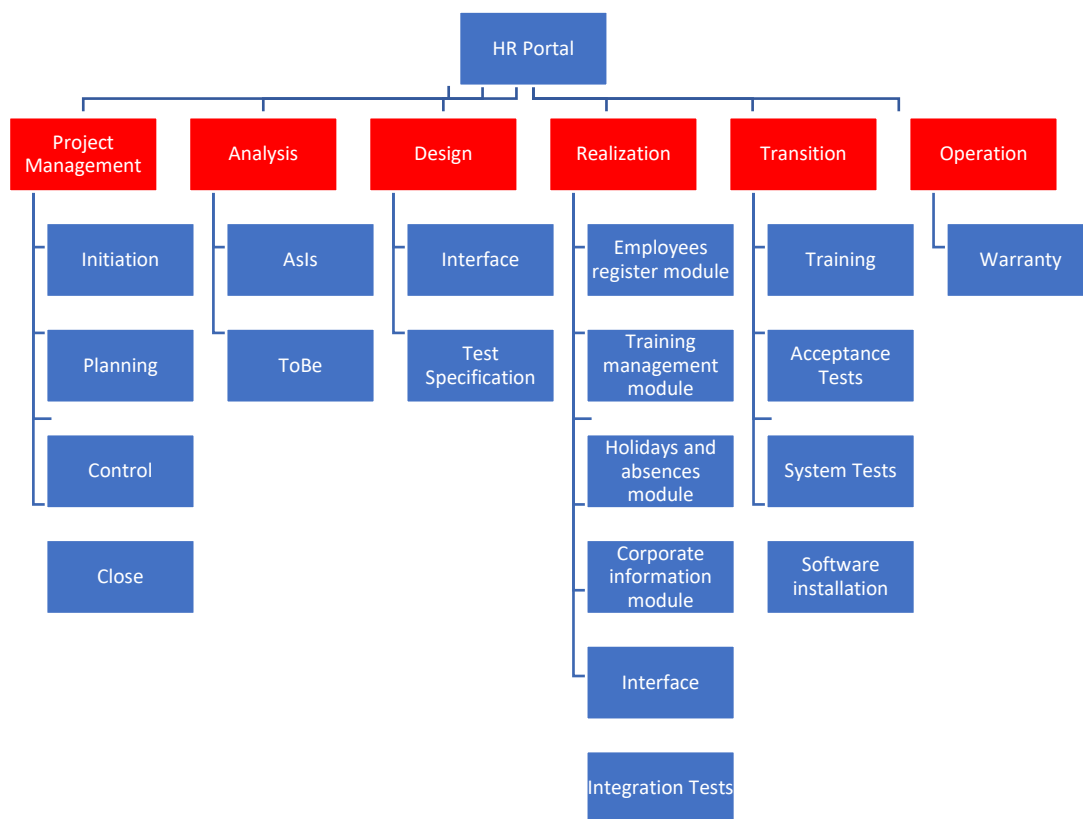 HR Portal
Project
Management
Analysis
Design
Realization
Transition
Operation
Initiation
Planning
Control
Close
AsIs
ToBe
Interface
Test
Specification
Employees
register module
Training
management
module
Holidays and
absences
module
Corporate
information
module
Interface
Integration Tests
Training
Acceptance
Tests
System Tests
Software
installation
Warranty